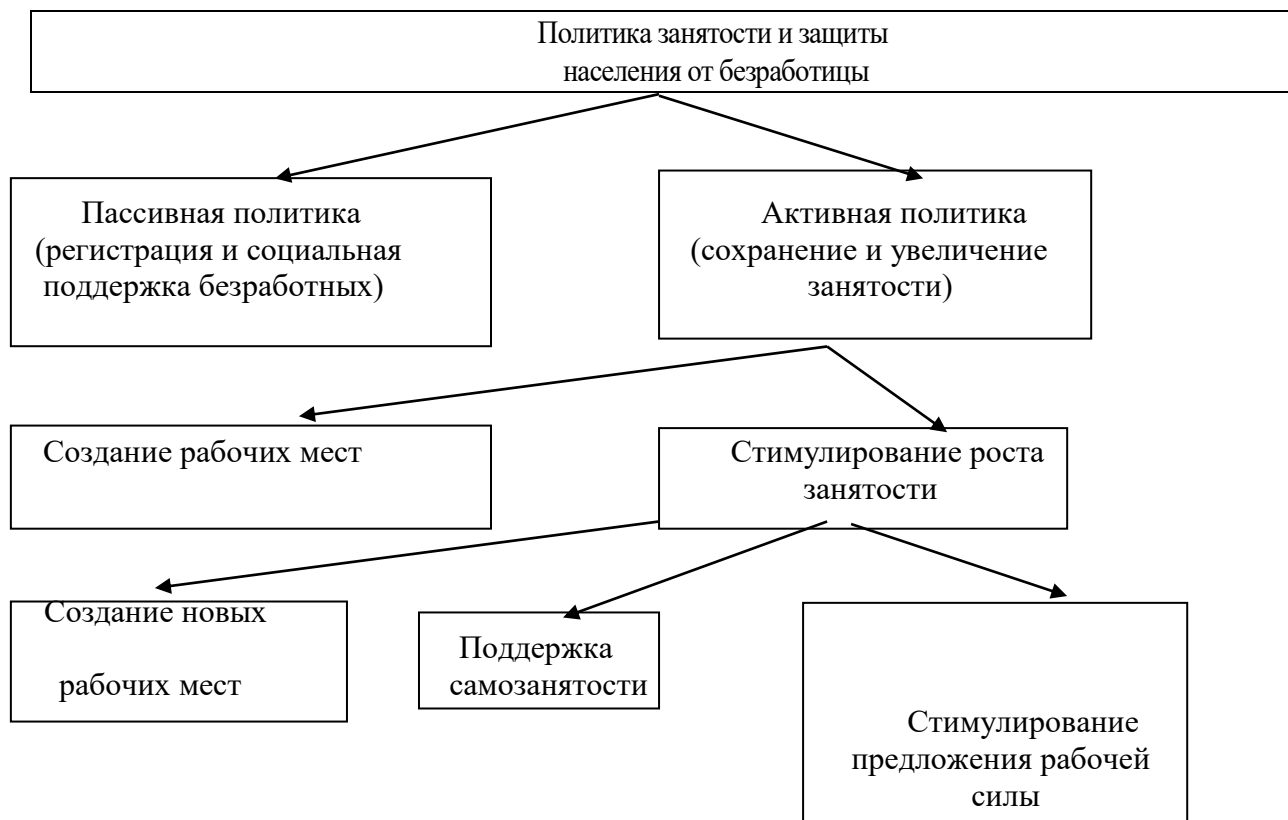 Политика занятости и защиты
населения от безработицы
Пассивная политика
(регистрация и социальная
поддержка безработных)
Активная политика
(сохранение и увеличение
занятости)
Создание рабочих мест
Стимулирование роста
занятости
Создание новых
рабочих мест
Поддержка
самозанятости
Стимулирование
предложения рабочей
силы